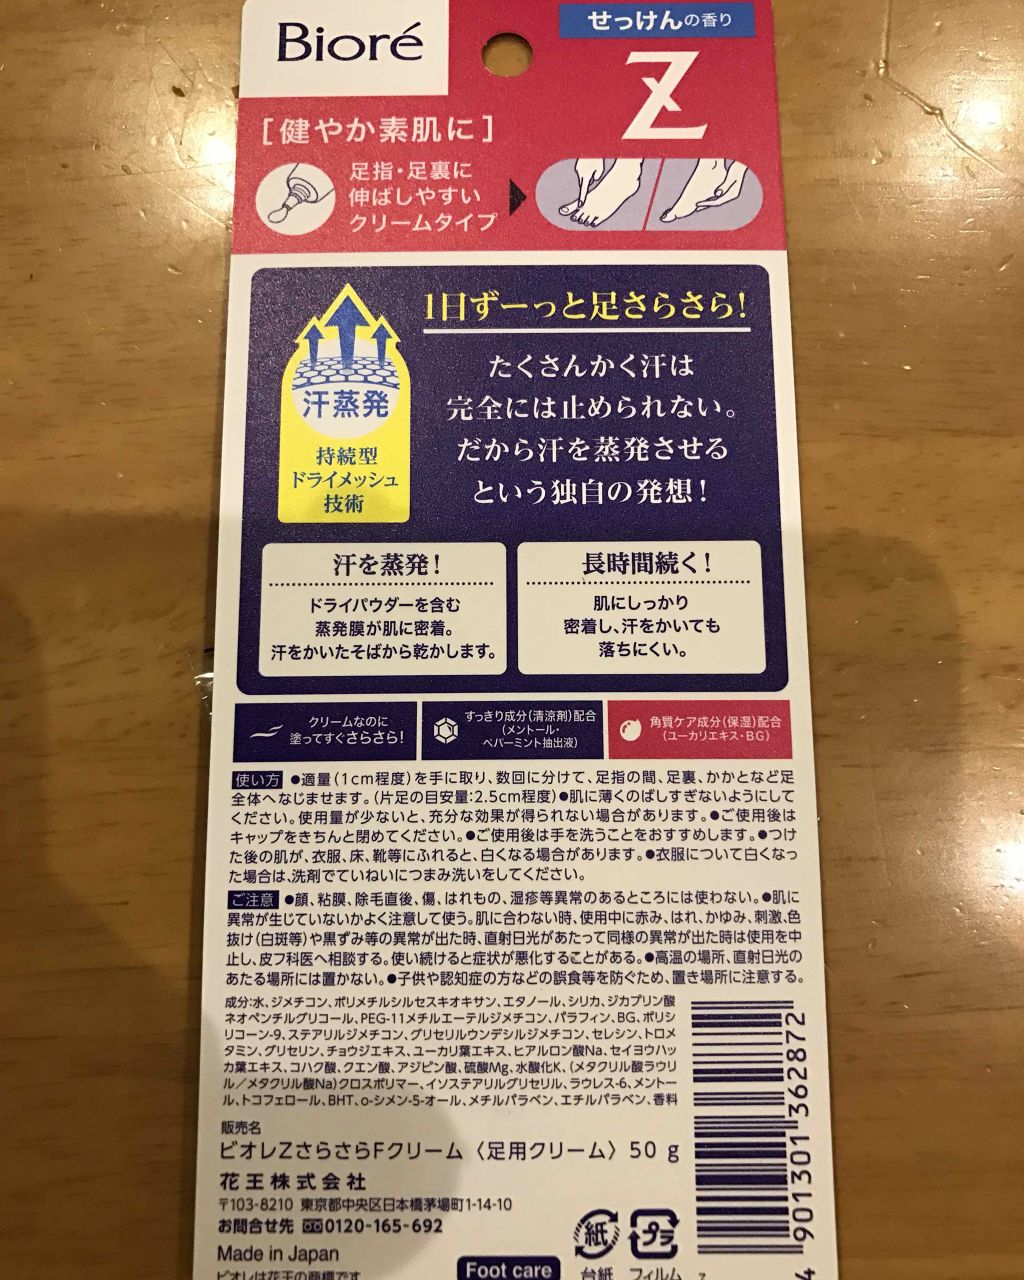 Bioré
せっけんの香り
Z
[健やか素肌に]
足指・足裏に
伸ばしやすい
クリームタイプ
1日ずーっと足さらさら!
たくさんかく汗は
完全には止められない。
だから汗を蒸発させる
という独自の発想!
汗蒸発
持続型
ドライメッシュ
技術
汗を蒸発!
ドライパウダーを含む
蒸発膜が肌に密着。
汗をかいたそばから乾かします。
長時間続く!
肌にしっかり
密着し、汗をかいても
落ちにくい。
クリームなのに
塗ってすぐさらさら!
すっきり成分(清涼剤)配合
(メントール・
ペパーミント抽出液)
角質ケア成分(保湿)配合
(ユーカリエキス・BG)
使い方 ●適量(1cm程度)を手に取り、数回に分けて、足指の間、足裏、かかとなど足
全体へなじませます。(片足の目安量:2.5cm程度)●肌に薄くのばしすぎないようにして
ください。使用量が少ないと、充分な効果が得られない場合があります。●ご使用後は
キャップをきちんと閉めてください。●ご使用後は手を洗うことをおすすめします。●つけ
た後の肌が、衣服、床、靴等にふれると、白くなる場合があります。●衣服について白くなっ
た場合は、洗剤でていねいにつまみ洗いをしてください。
ご注意 ●顔、粘膜、除毛直後、傷、はれもの、湿疹等異常のあるところには使わない。●肌に
異常が生じていないかよく注意して使う。肌に合わない時、使用中に赤み、はれ、かゆみ、刺激、色
抜け(白斑等)や黒ずみ等の異常が出た時、直射日光があたって同様の異常が出た時は使用を中
止し、皮フ科医へ相談する。使い続けると症状が悪化することがある。●高温の場所、直射日光の
あたる場所には置かない。●子供や認知症の方などの誤食等を防ぐため、置き場所に注意する。
成分:水、ジメチコン、ポリメチルシルセスキオキサン、エタノール、シリカ、ジカプリン酸
ネオペンチルグリコール、PEG-11メチルエーテルジメチコン、パラフィン、BG、ポリシ
リコーン-9、ステアリルジメチコン、グリセリルウンデシルジメチコン、セレシン、トロメ
タミン、グリセリン、チョウジエキス、ユーカリ葉エキス、ヒアルロン酸Na、セイヨウハッ
カ葉エキス、コハク酸、クエン酸、アジピン酸、硫酸Mg、水酸化K、(メタクリル酸ラウリ
ル/メタクリル酸Na)クロスポリマー、イソステアリルグリセリル、ラウレス-6、メントー
ル、トコフェロール、BHT、o-シメン-5-オール、メチルパラベン、エチルパラベン、香料
販売名
ビオレZさらさらFクリーム〈足用クリーム〉50 g
花王株式会社
〒103-8210 東京都中央区日本橋茅場町1-14-10
お問合せ先 0120-165-692
Made in Japan
ビオレは花王の商標です
Foot care
紙
台紙
プラ
フィルム
Z
4 901301 362872